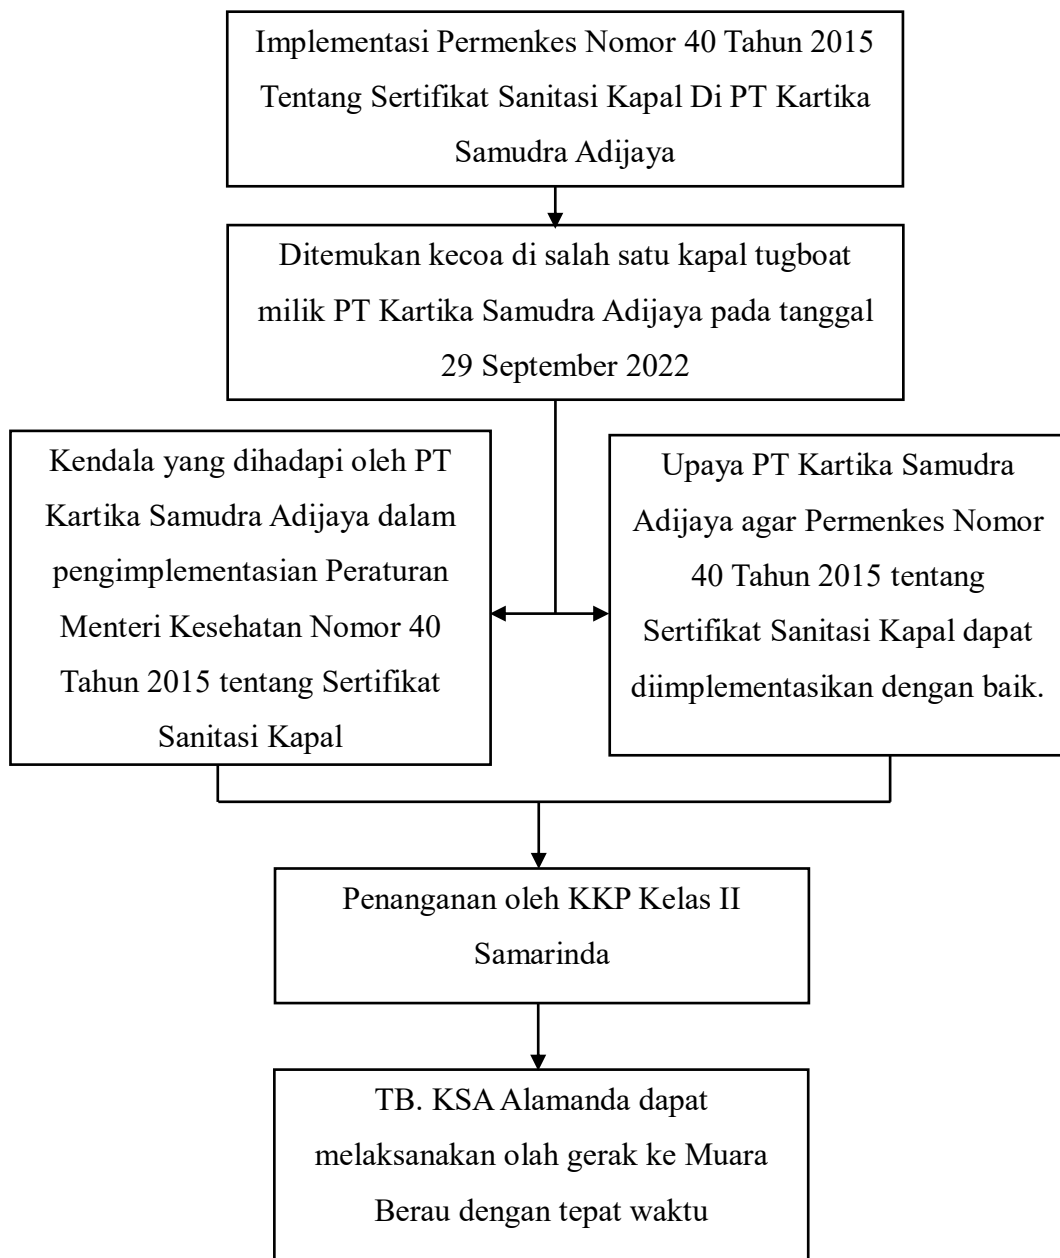 Implementasi Permenkes Nomor 40 Tahun 2015
Tentang Sertifikat Sanitasi Kapal Di PT Kartika
Samudra Adijaya
Ditemukan kecoa di salah satu kapal tugboat
milik PT Kartika Samudra Adijaya pada tanggal
29 September 2022
Kendala yang dihadapi oleh PT
Kartika Samudra Adijaya dalam
pengimplementasian Peraturan
Menteri Kesehatan Nomor 40
Tahun 2015 tentang Sertifikat
Sanitasi Kapal
Upaya PT Kartika Samudra
Adijaya agar Permenkes Nomor
40 Tahun 2015 tentang
Sertifikat Sanitasi Kapal dapat
diimplementasikan dengan baik.
Penanganan oleh KKP Kelas II
Samarinda
TB. KSA Alamanda dapat
melaksanakan olah gerak ke Muara
Berau dengan tepat waktu